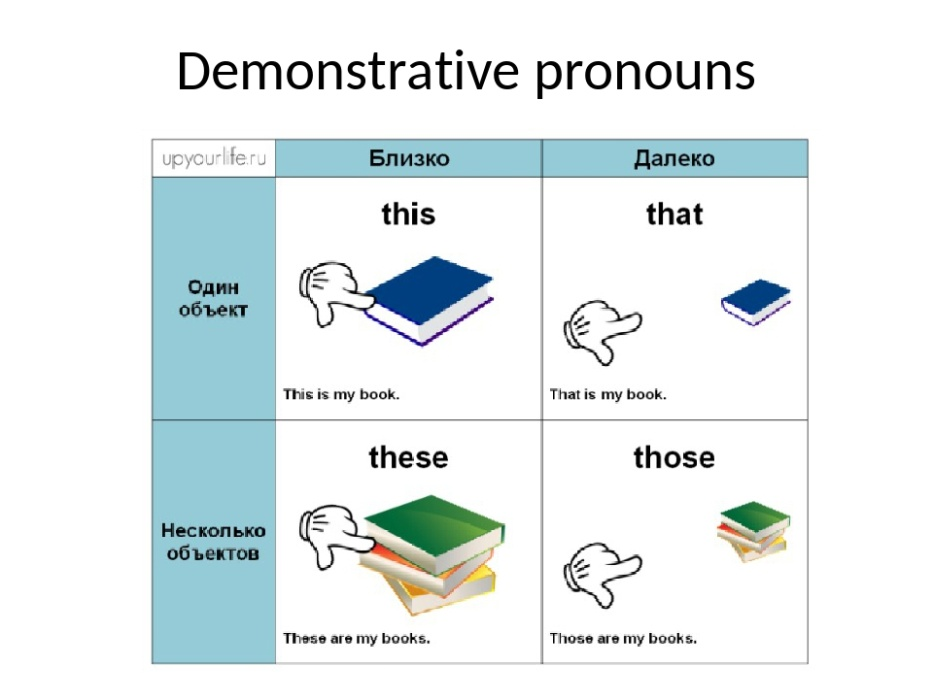 Demonstrative pronouns
upyourlife.ru
Близко
Далеко
Один
объект
this
This is my book.
that
That is my book.
Несколько
объектов
these
These are my books.
those
Those are my books.